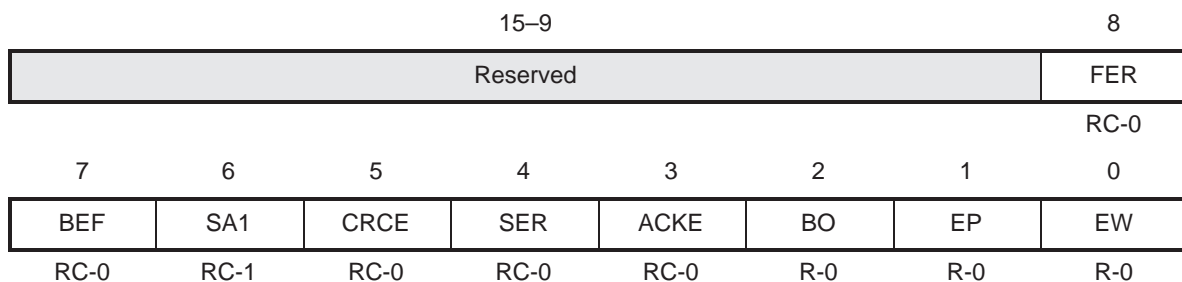 15–9 8
Reserved FER
RC-0
7 6 5 4 3 2 1 0
BEF SA1 CRCE SER ACKE BO EP EW
RC-0 RC-1 RC-0 RC-0 RC-0 R-0 R-0 R-0